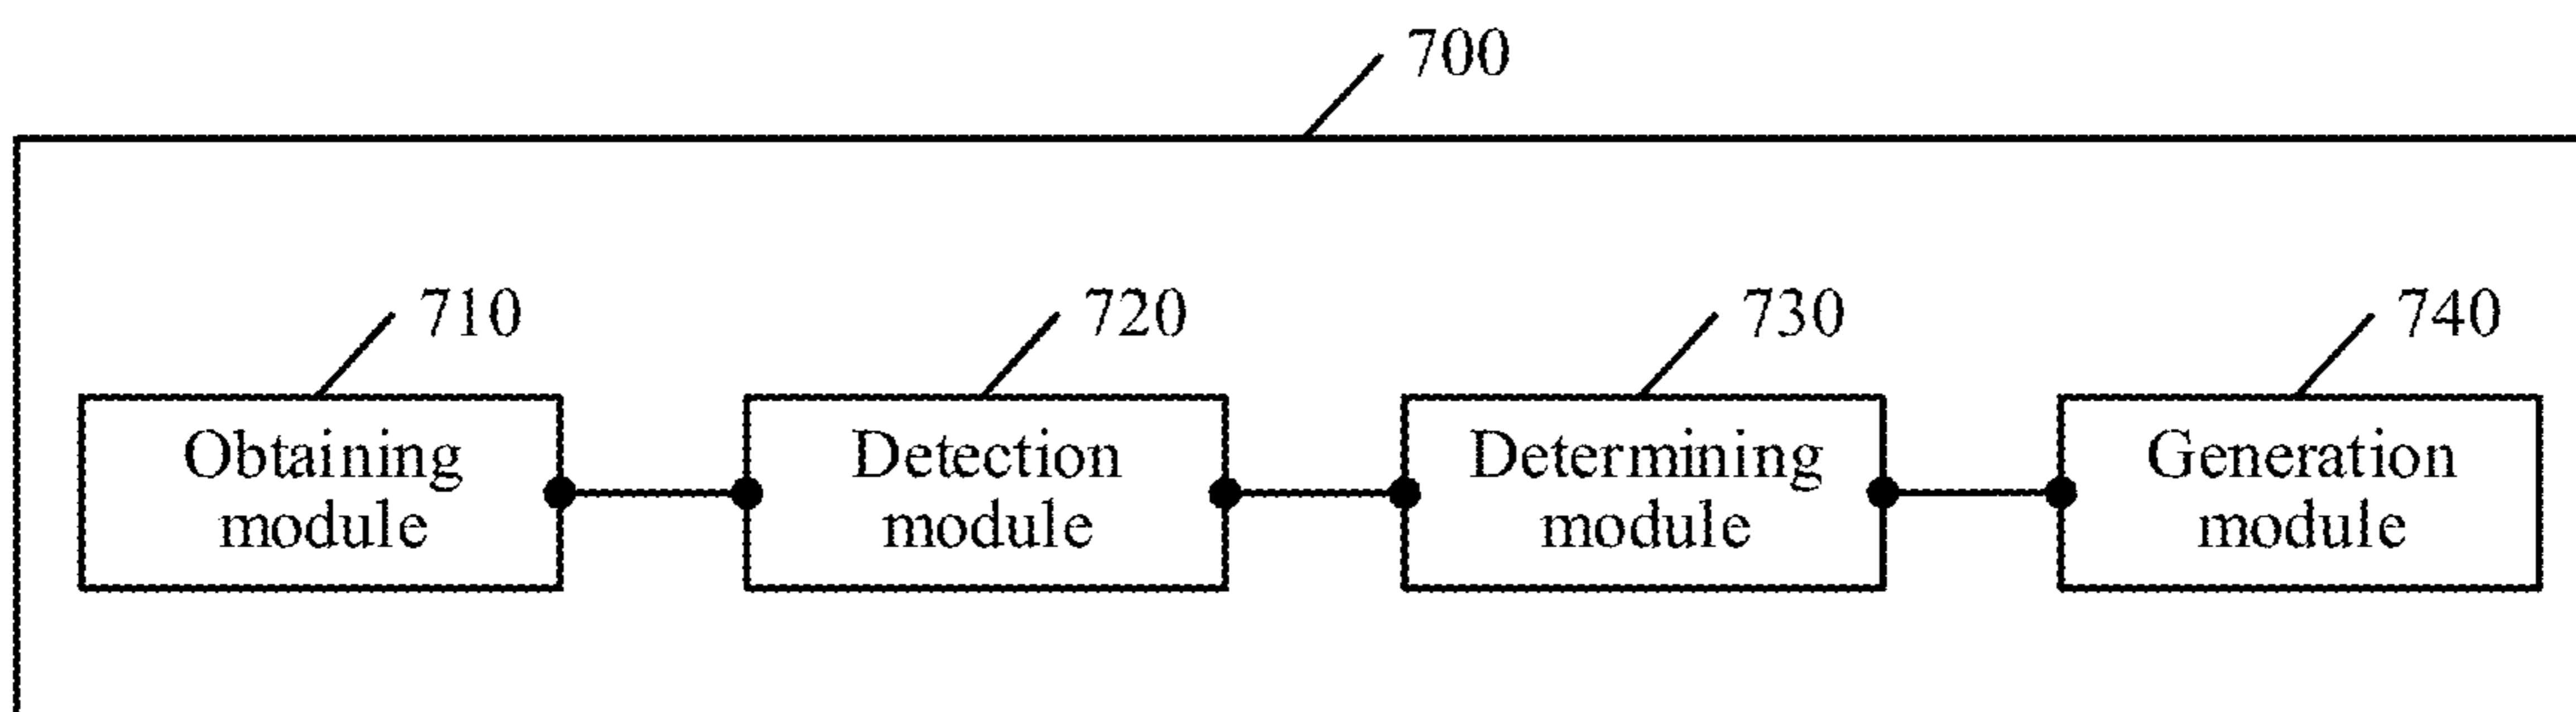 700
710
720
730
740
Obtaining
module
Detection
module
Determining
module
Generation
module